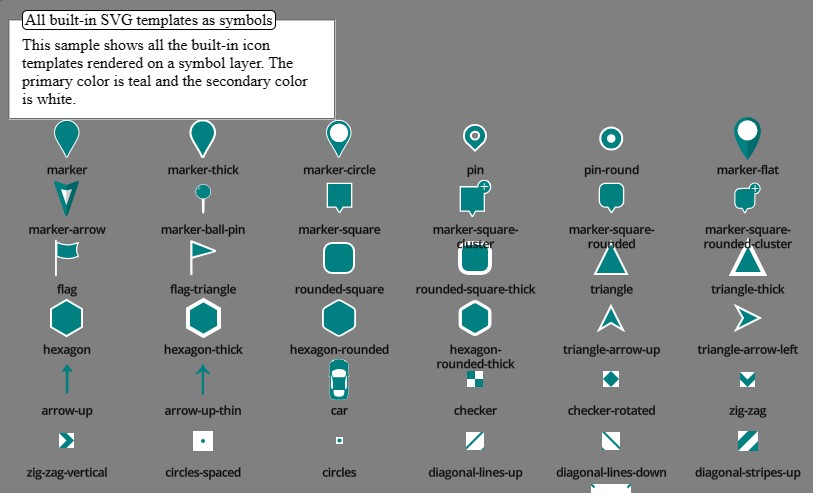 All built-in SVG templates as symbols
This sample shows all the built-in icon
templates rendered on a symbol layer. The
primary color is teal and the secondary color
is white.
marker marker-thick marker-circle pin pin-round marker-flat
marker-arrow marker-ball-pin marker-square marker-square-cluster marker-square-rounded marker-square-rounded-cluster
flag flag-triangle rounded-square rounded-square-thick triangle triangle-thick
hexagon hexagon-thick hexagon-rounded hexagon-rounded-thick triangle-arrow-up triangle-arrow-left
arrow-up arrow-up-thin car checker checker-rotated zig-zag
zig-zag-vertical circles-spaced circles diagonal-lines-up diagonal-lines-down diagonal-stripes-up